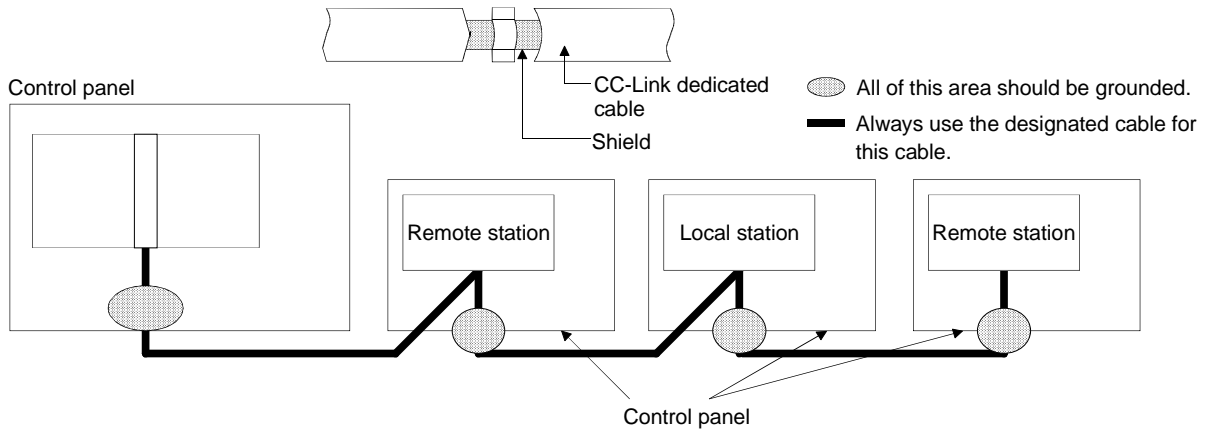 CC-Link dedicated
cable
Shield
All of this area should be grounded.
Always use the designated cable for
this cable.
Control panel
Remote station
Local station
Remote station
Control panel